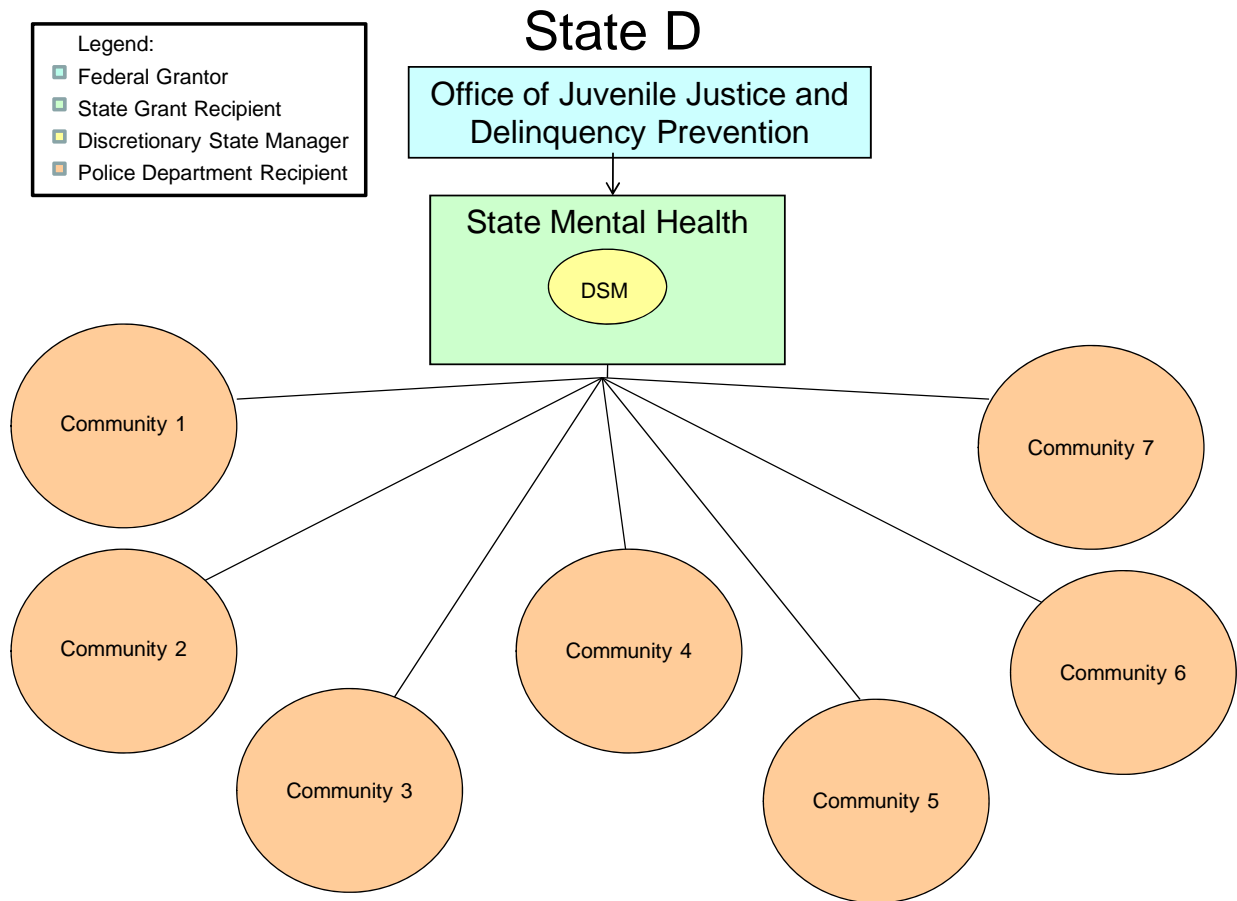 State D
Legend:
Federal Grantor
State Grant Recipient
Discretionary State Manager
Police Department Recipient
Office of Juvenile Justice and
Delinquency Prevention
State Mental Health
DSM
Community 1
Community 7
Community 2
Community 4
Community 6
Community 3
Community 5